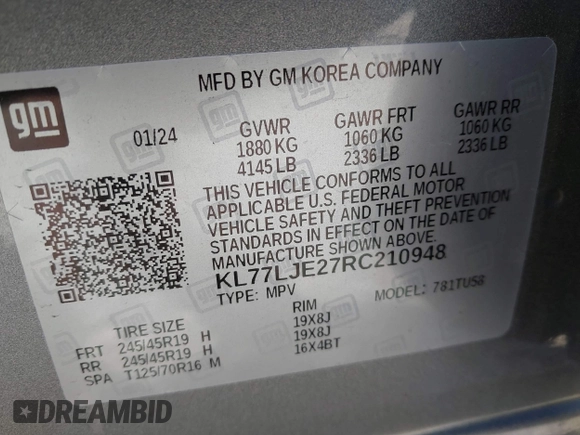 MFD BY GM KOREA COMPANY
gm
01/24
GVWR
1880 KG
4145 LB
GAWR FRT
1060 KG
2336 LB
GAWR RR
1060 KG
2336 LB
THIS VEHICLE CONFORMS TO ALL
APPLICABLE U.S. FEDERAL MOTOR
VEHICLE SAFETY AND THEFT PREVENTION
STANDARDS IN EFFECT ON THE DATE OF
MANUFACTURE SHOWN ABOVE.
KL77LJE27RC210948
TYPE: MPV
MODEL: 781TU58
TIRE SIZE
RIM
FRT 245/45R19 H 19X8J
RR 245/45R19 H 19X8J
SPA T125/70R16 M 16X4BT
DREAMBID